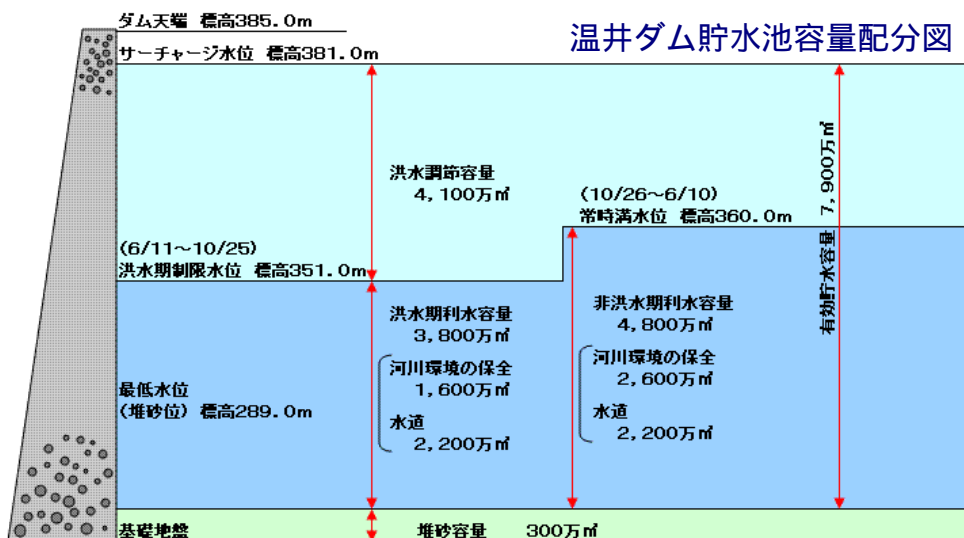 ダム天端 標高385.0m
温井ダム貯水池容量配分図
サーチャージ水位 標高381.0m
洪水調節容量
4,100万㎥
(10/26～6/10)
常時満水位 標高360.0m
有効貯水容量 7,900万㎥
(6/11～10/25)
洪水期制限水位 標高351.0m
洪水期利水容量
3,800万㎥
河川環境の保全
1,600万㎥
水道
2,200万㎥
非洪水期利水容量
4,800万㎥
河川環境の保全
2,600万㎥
水道
2,200万㎥
最低水位
(堆砂位) 標高289.0m
基礎地盤
堆砂容量 300万㎥